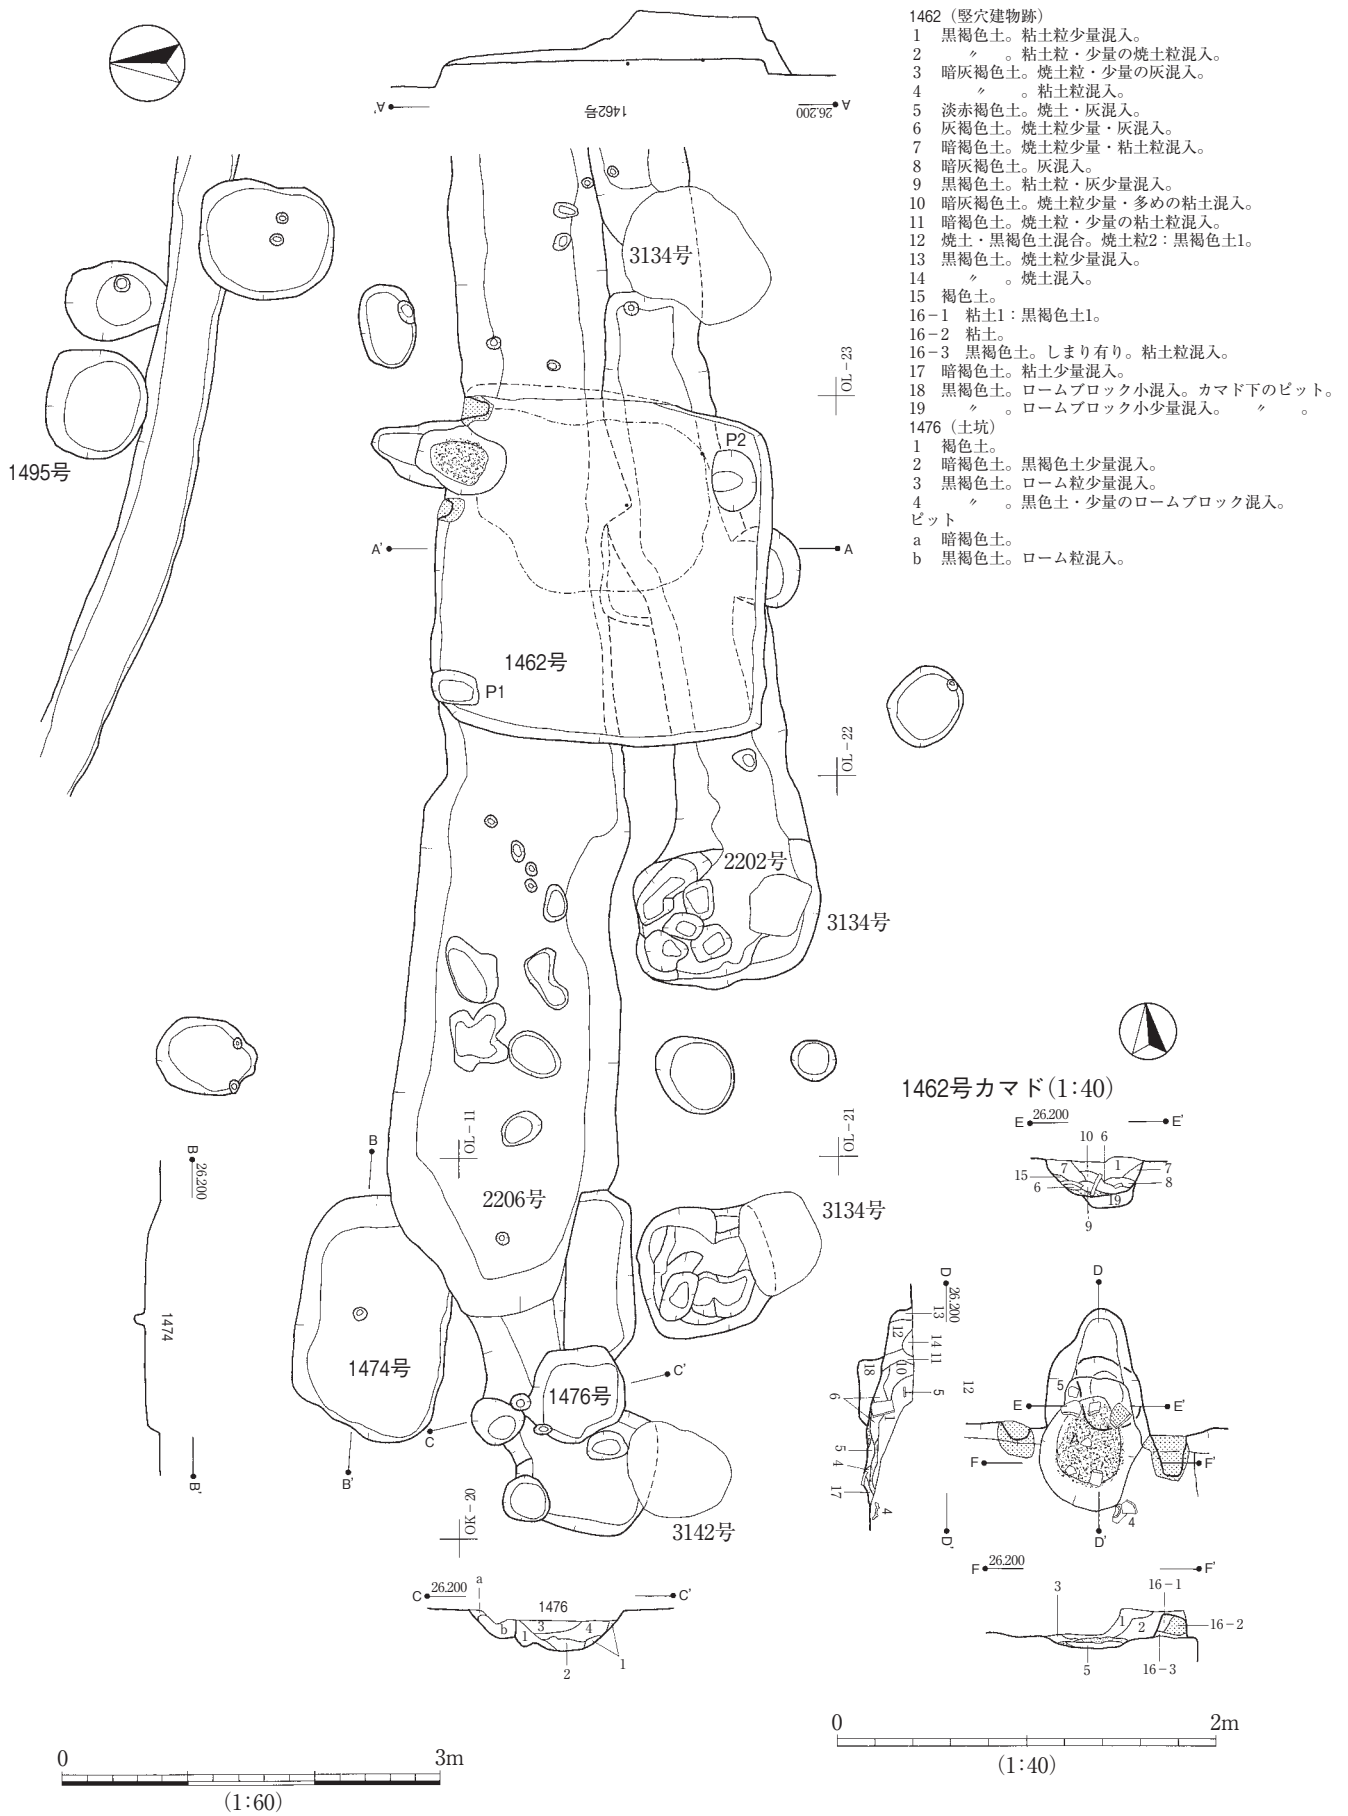 1462（竪穴建物跡）
1　黒褐色土。粘土粒少量混入。
2　　〃　。粘土粒・少量の焼土粒混入。
3　暗灰褐色土。焼土粒・少量の灰混入。
4　　〃　　。粘土粒混入。
5　淡赤褐色土。焼土・灰混入。
6　灰褐色土。焼土粒少量・灰混入。
7　暗褐色土。焼土粒少量・粘土粒混入。
8　暗灰褐色土。灰混入。
9　黒褐色土。粘土粒・灰少量混入。
10　暗灰褐色土。焼土粒少量・多めの粘土混入。
11　暗褐色土。焼土粒・少量の粘土粒混入。
12　焼土・黒褐色土混合。焼土粒2：黒褐色土1。
13　黒褐色土。焼土粒少量混入。
14　　〃　。焼土混入。
15　褐色土。
16−1　粘土1：黒褐色土1。
16−2　粘土。
16−3　黒褐色土。しまり有り。粘土粒混入。
17　暗褐色土。粘土少量混入。
18　黒褐色土。ロームブロック小混入。カマド下のピット。
19　　〃　。ロームブロック小少量混入。　〃　。
1476（土坑）
1　褐色土。
2　暗褐色土。黒褐色土少量混入。
3　黒褐色土。ローム粒少量混入。
4　　〃　。黒色土・少量のロームブロック混入。
ピット
a　暗褐色土。
b　黒褐色土。ローム粒混入。
A'
1462号
26.200
A
3134号
OL−23
1495号
P2
A'
A
1462号
P1
OL−22
2202号
3134号
OL−11
OL−21
B
B
26.200
2206号
3134号
1474
1474号
1476号
C'
C
B'
B'
OK−20
3142号
a
C
26.200
1476
C'
b
1
3
4
2
1
1462号カマド(1:40)
E
26.200
E'
10
6
7
1
7
15
8
6
19
9
D
26.200
13
12
14
11
18
10
5
12
6
1
5
4
17
4
D'
D
5
E
E'
F
F'
4
D'
F
26.200
F'
3
16−1
1
2
16−2
5
16−3
0
2m
(1:40)
0
3m
(1:60)